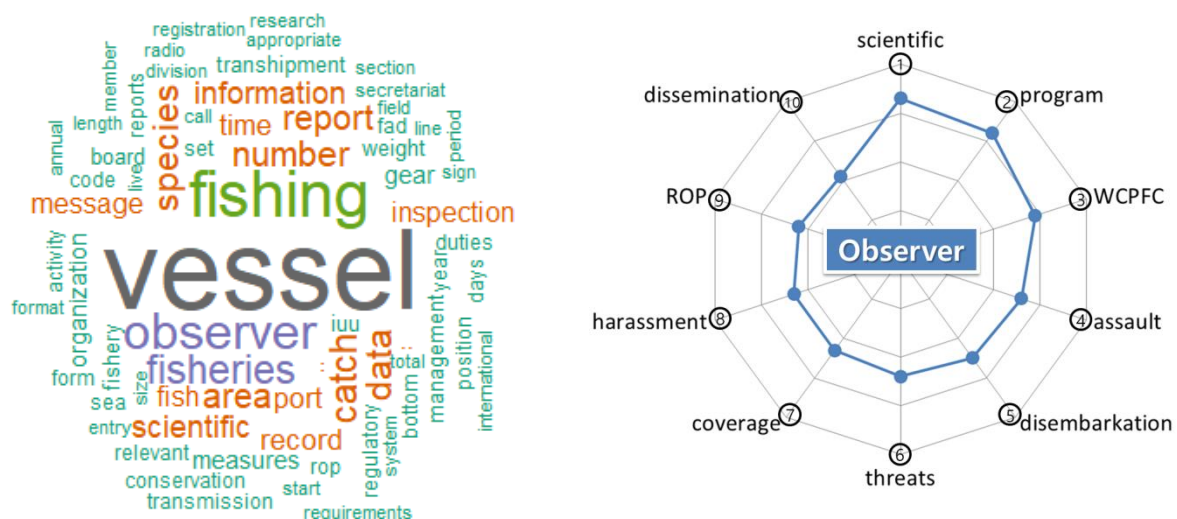 research
registration
appropriate
radio
member
division
transhipment
section
reports
species
information
secretariat
length
call
time
report
field
fad
line
period
annual
board
set
number
weight
code
live
fishing
gear
sign
message
inspection
vessel
activity
organization
duties
year
days
format
observer
iuu
catch
data
management
position
international
fishery
fisheries
total
form
size
fish
area
port
bottom
sea
entry
scientific
record
regulatory
system
relevant
measures
rop
conservation
start
transmission
requirements
scientific
1
dissemination 10
2 program
ROP 9
3 WCPFC
Observer
harassment 8
4 assault
coverage 7
5 disembarkation
6
threats